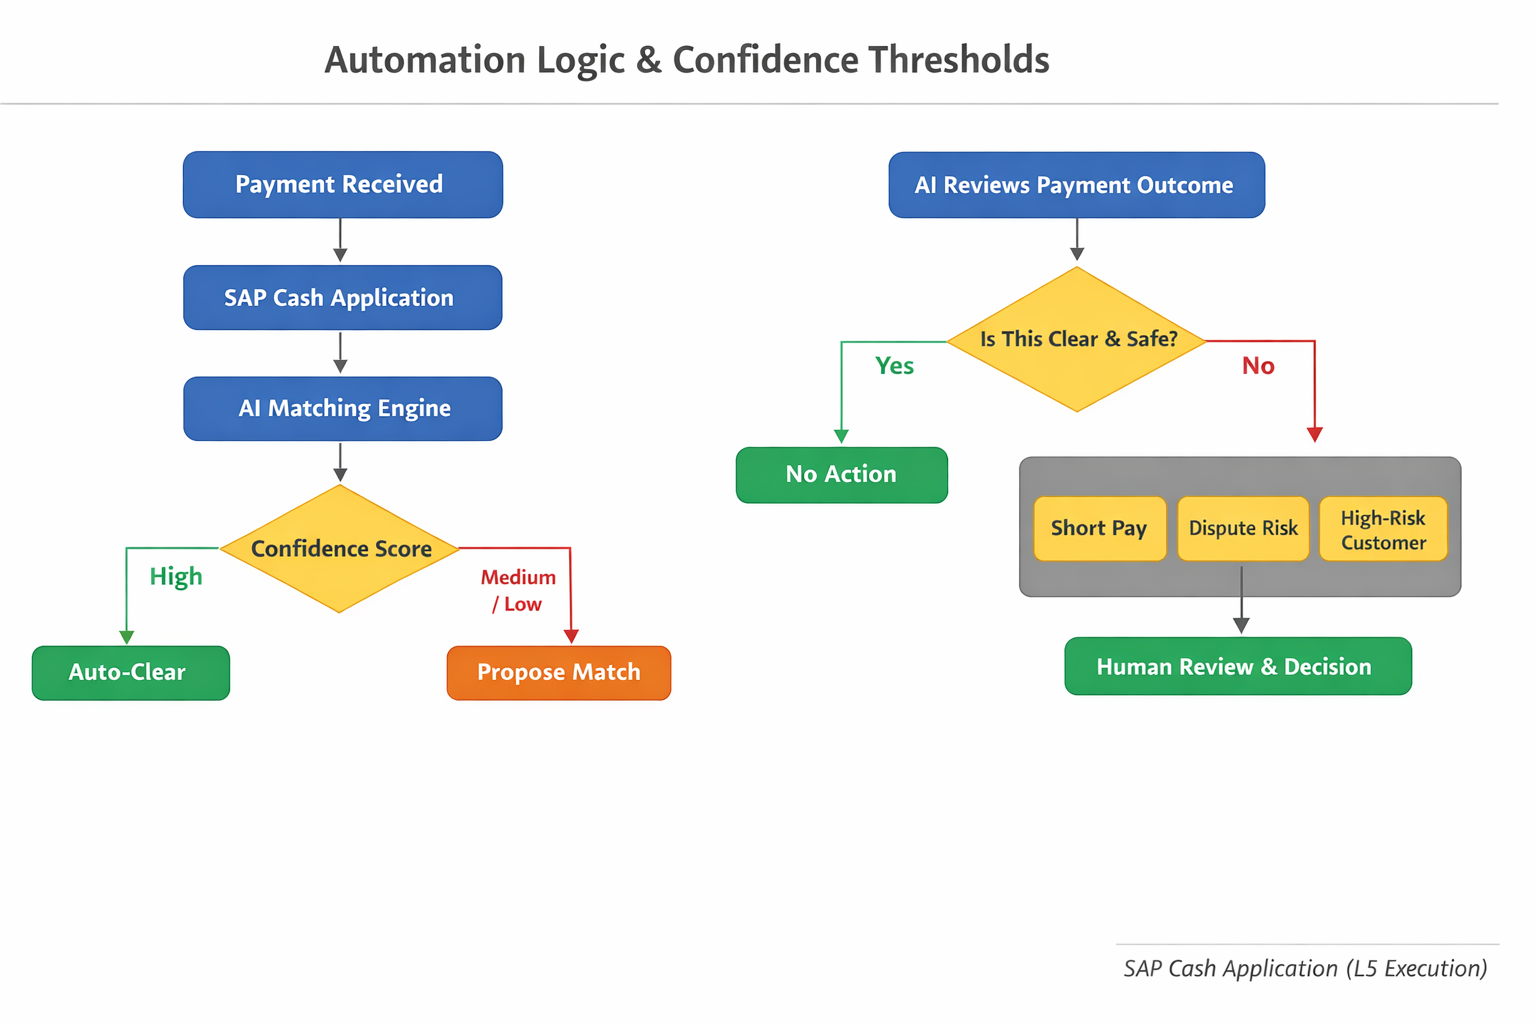 Automation Logic & Confidence Thresholds
Payment Received
SAP Cash Application
AI Matching Engine
Confidence Score
High
Medium
/ Low
Auto-Clear
Propose Match
AI Reviews Payment Outcome
Is This Clear & Safe?
Yes
No
No Action
Short Pay
Dispute Risk
High-Risk
Customer
Human Review & Decision
SAP Cash Application (L5 Execution)